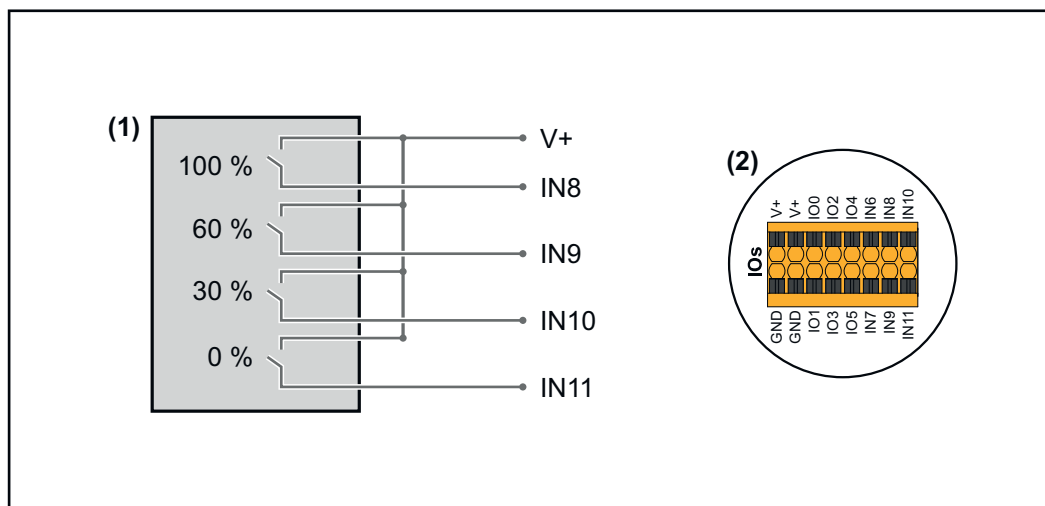 (1)
100 %
60 %
30 %
0 %
V+
IN8
IN9
IN10
IN11
(2)
IOs
V+ V+ IO0 IO2 IO4 IN6 IN8 IN10
GND GND IO1 IO3 IO5 IN7 IN9 IN11